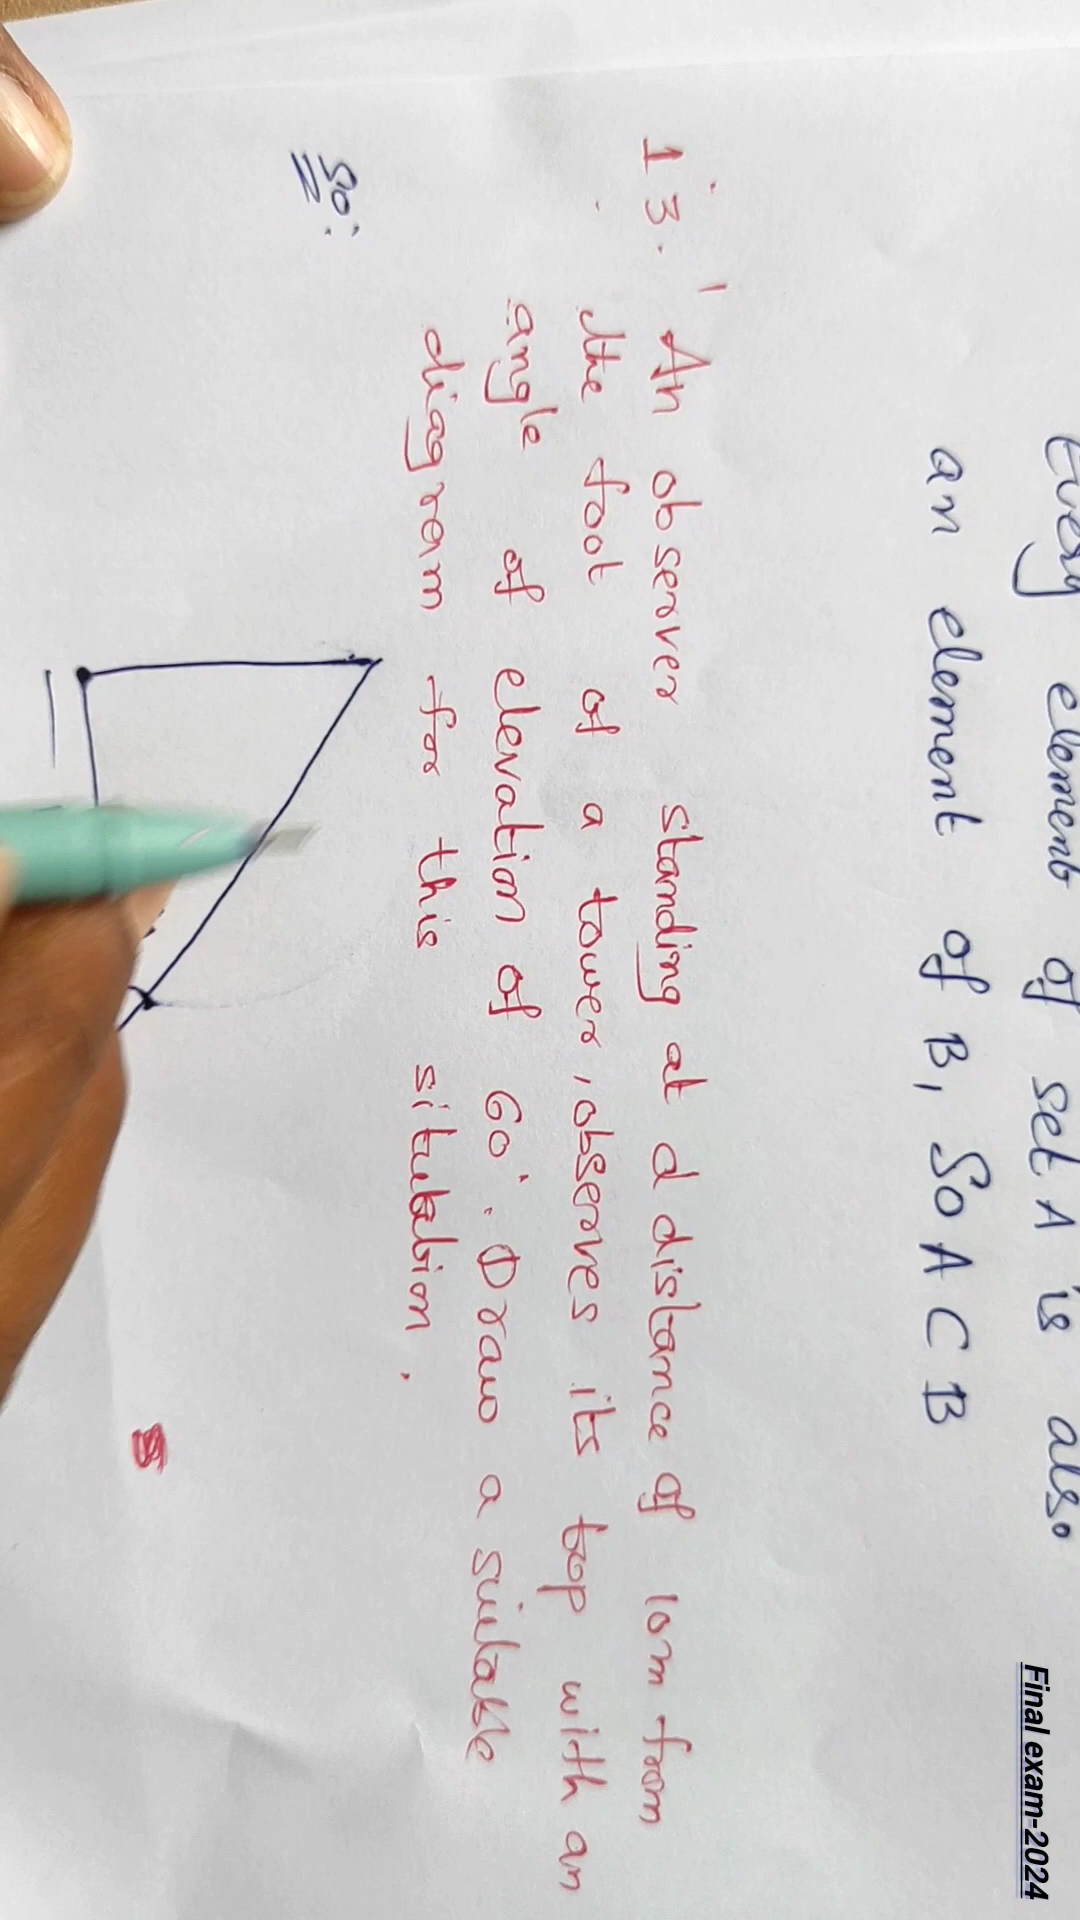 Final exam-2024
Every element of set A is also
an element of B, So A ⊂ B
13. An observer standing at d distance of 10m from
the foot of a tower, observes its top with an
angle of elevation of 60°. Draw a suitable
diagram for this situtation.
So: